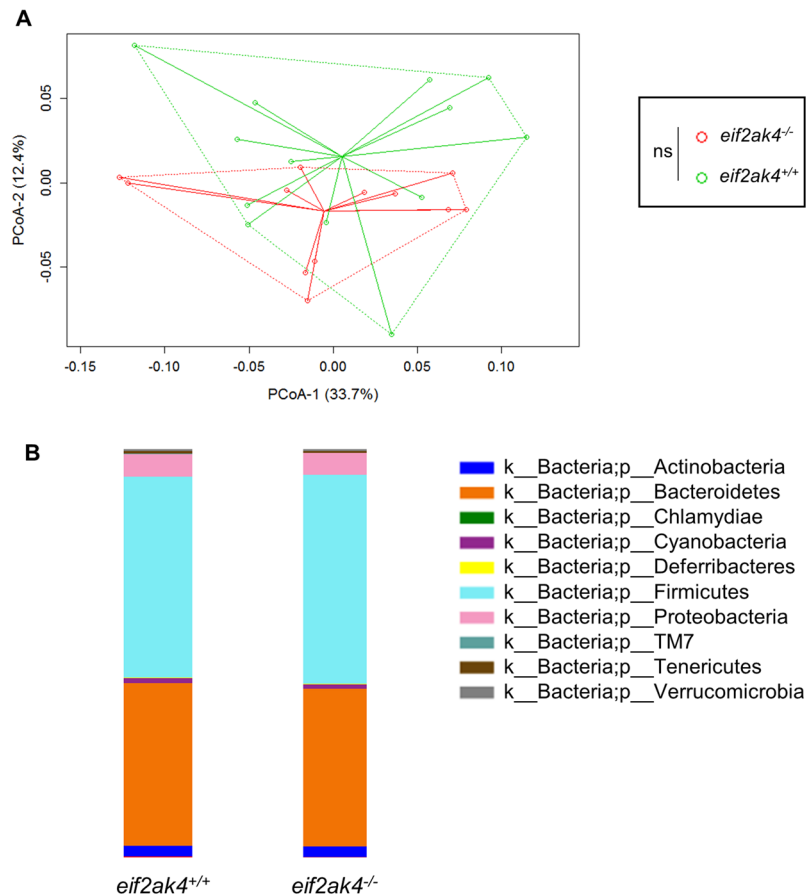 A
0.05
0.00
-0.05
PCoA-2 (12.4%)
-0.15 -0.10 -0.05 0.00 0.05 0.10
PCoA-1 (33.7%)
ns
eif2ak4-/-
eif2ak4+/+
B
k__Bacteria;p__Actinobacteria
k__Bacteria;p__Bacteroidetes
k__Bacteria;p__Chlamydiae
k__Bacteria;p__Cyanobacteria
k__Bacteria;p__Deferribacteres
k__Bacteria;p__Firmicutes
k__Bacteria;p__Proteobacteria
k__Bacteria;p__TM7
k__Bacteria;p__Tenericutes
k__Bacteria;p__Verrucomicrobia
eif2ak4+/+ eif2ak4-/-